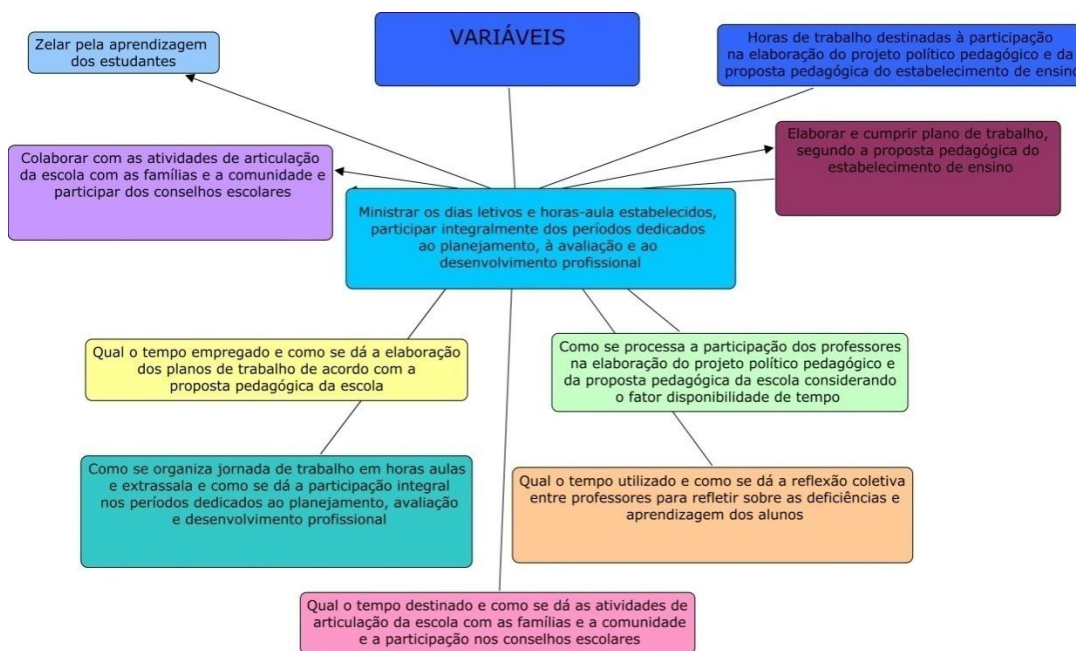 VARIÁVEIS
Zelar pela aprendizagem
dos estudantes
Horas de trabalho destinadas à participação
na elaboração do projeto político pedagógico e da
proposta pedagógica do estabelecimento de ensino
Colaborar com as atividades de articulação
da escola com as famílias e a comunidade e
participar dos conselhos escolares
Elaborar e cumprir plano de trabalho,
segundo a proposta pedagógica do
estabelecimento de ensino
Ministrar os dias letivos e horas-aula estabelecidos,
participar integralmente dos períodos dedicados
ao planejamento, à avaliação e ao
desenvolvimento profissional
Qual o tempo empregado e como se dá a elaboração
dos planos de trabalho de acordo com a
proposta pedagógica da escola
Como se processa a participação dos professores
na elaboração do projeto político pedagógico e
da proposta pedagógica da escola considerando
o fator disponibilidade de tempo
Como se organiza jornada de trabalho em horas aulas
e extrassala e como se dá a participação integral
nos períodos dedicados ao planejamento, avaliação
e desenvolvimento profissional
Qual o tempo utilizado e como se dá a reflexão coletiva
entre professores para refletir sobre as deficiências e
aprendizagem dos alunos
Qual o tempo destinado e como se dá as atividades de
articulação da escola com as famílias e a comunidade
e a participação nos conselhos escolares